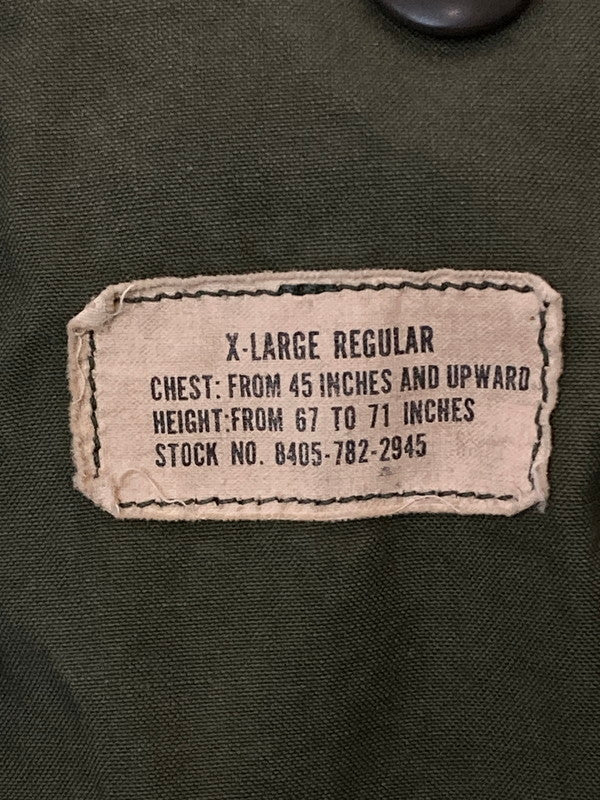 X-LARGE REGULAR
CHEST: FROM 45 INCHES AND UPWARD
HEIGHT:FROM 67 TO 71 INCHES
STOCK NO. 8405-782-2945